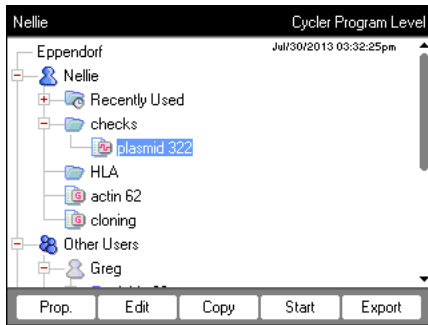 Nellie Cycler Program Level
Eppendorf Jul/30/2013 03:32:25pm
Nellie
Recently Used
checks
plasmid 322
HLA
actin 62
cloning
Other Users
Greg
Prop. Edit Copy Start Export